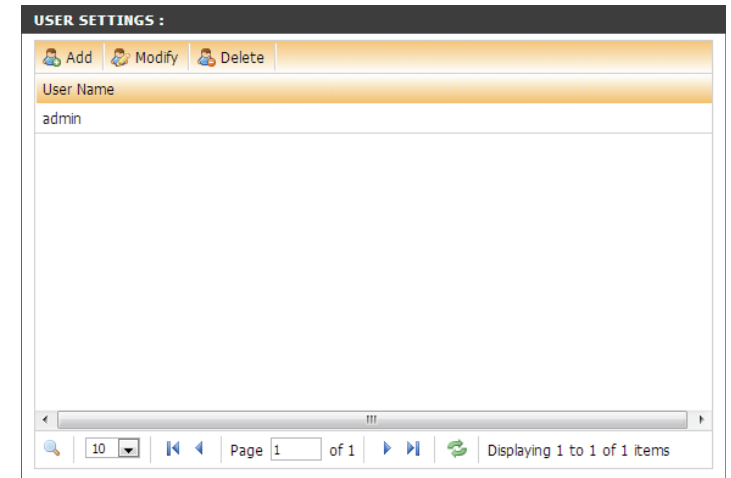 USER SETTINGS :
Add Modify Delete
User Name
admin
10 Page 1 of 1 Displaying 1 to 1 of 1 items